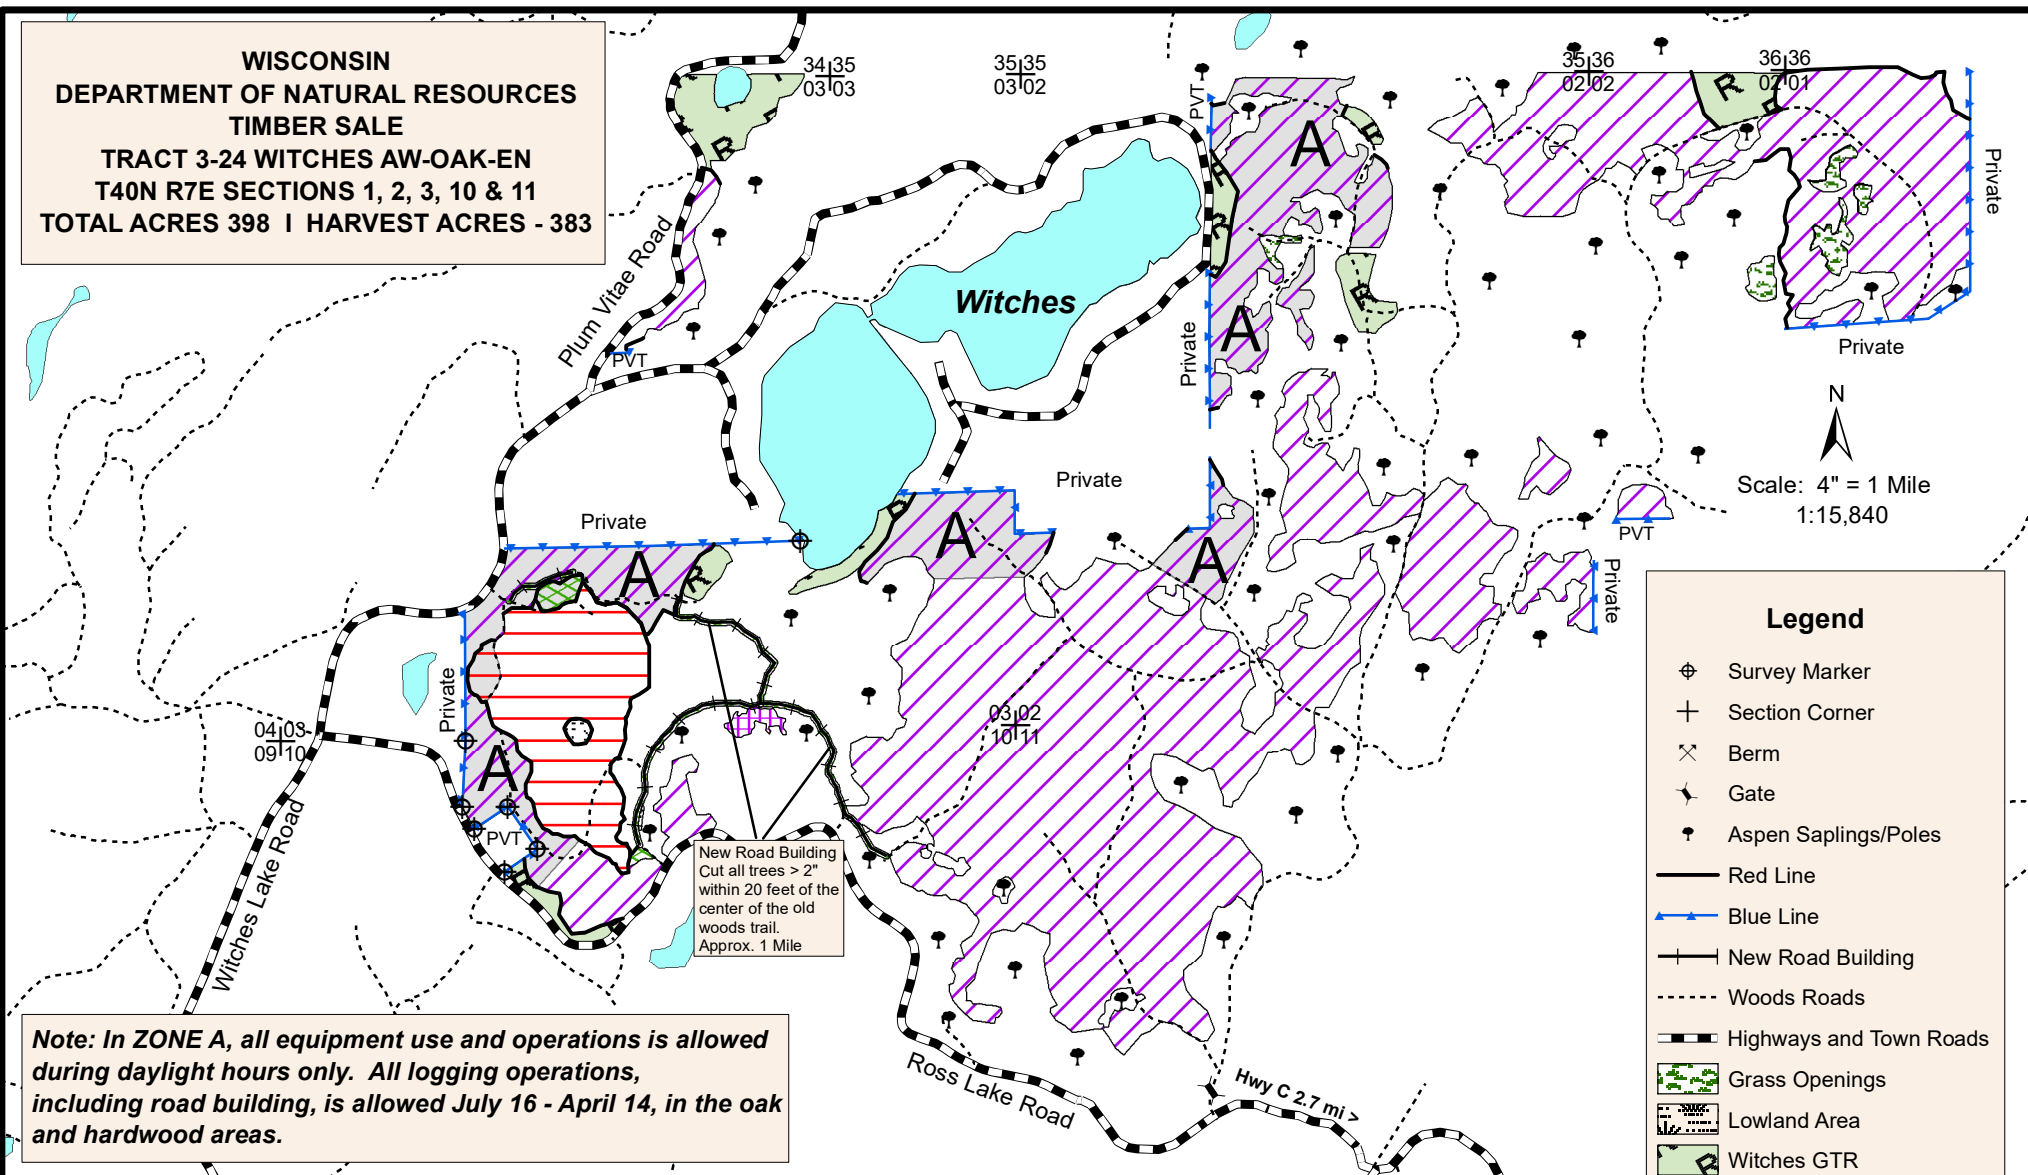 WISCONSIN
DEPARTMENT OF NATURAL RESOURCES
TIMBER SALE
TRACT 3-24 WITCHES AW-OAK-EN
T40N R7E SECTIONS 1, 2, 3, 10 & 11
TOTAL ACRES 398 I HARVEST ACRES - 383
34 35
03 03
35 35
03 02
35 36
02 02
36 36
02 01
R
R
R
R
R
R
R
R
PVT
A
Private
Plum Vitae Road
Witches
A
Private
PVT
Private
N
Scale: 4" = 1 Mile
1:15,840
Private
Private
R
A
A
A
R
PVT
Private
Private
04 03
09 10
03 02
10 11
A
PVT
R
Witches Lake Road
New Road Building
Cut all trees > 2"
within 20 feet of the
center of the old
woods trail.
Approx. 1 Mile
Ross Lake Road
Hwy C 2.7 mi >
Note: In ZONE A, all equipment use and operations is allowed
during daylight hours only. All logging operations,
including road building, is allowed July 16 - April 14, in the oak
and hardwood areas.
Legend
Survey Marker
Section Corner
Berm
Gate
Aspen Saplings/Poles
Red Line
Blue Line
New Road Building
Woods Roads
Highways and Town Roads
Grass Openings
Lowland Area
R
Witches GTR